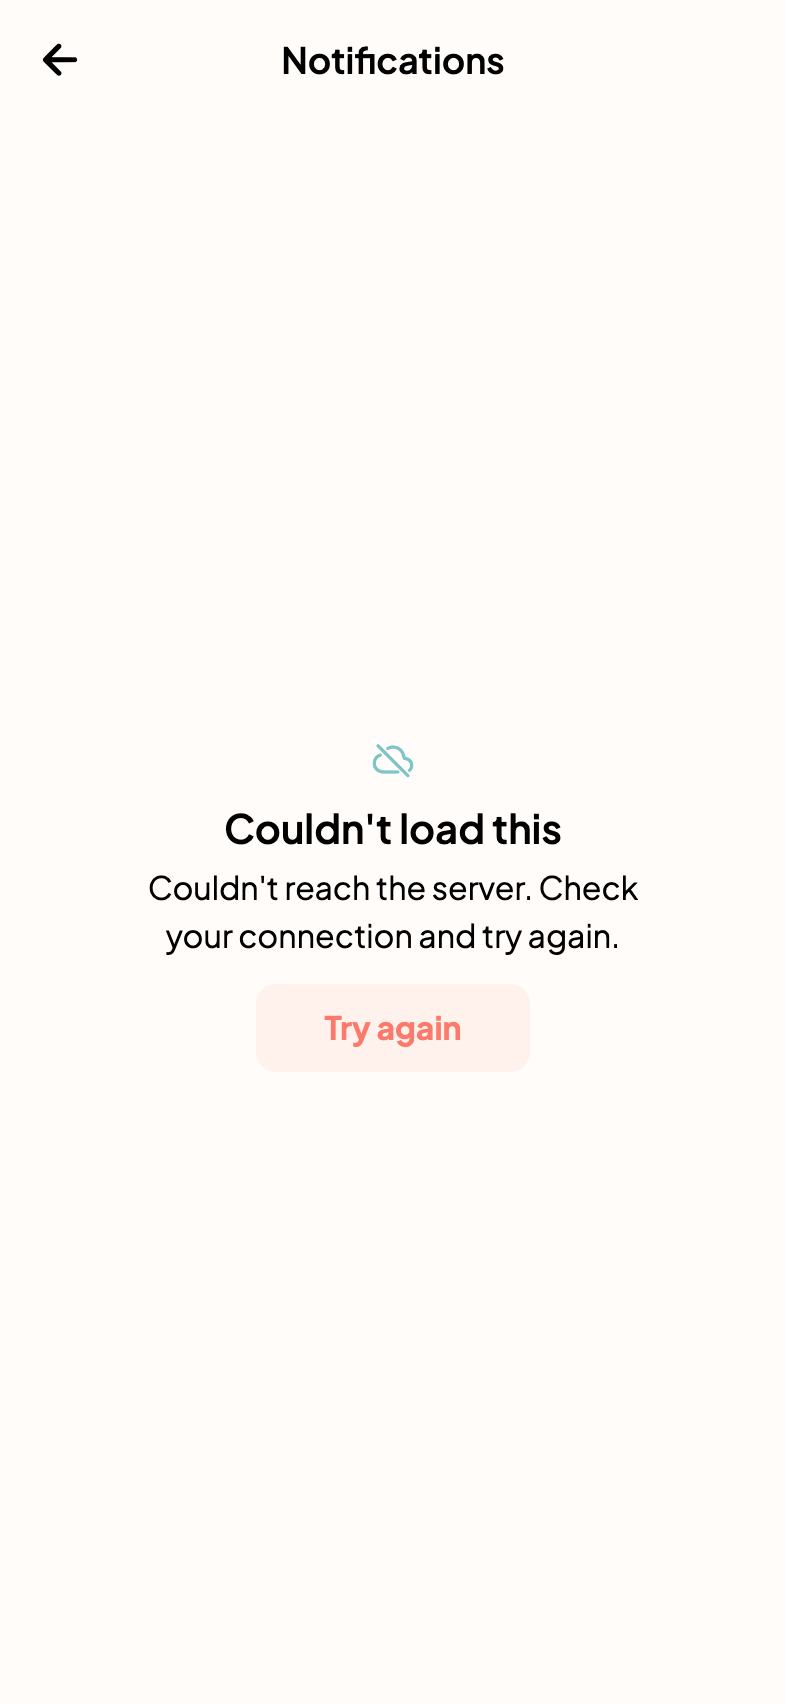 Notifications
Couldn't load this
Couldn't reach the server. Check
your connection and try again.
Try again